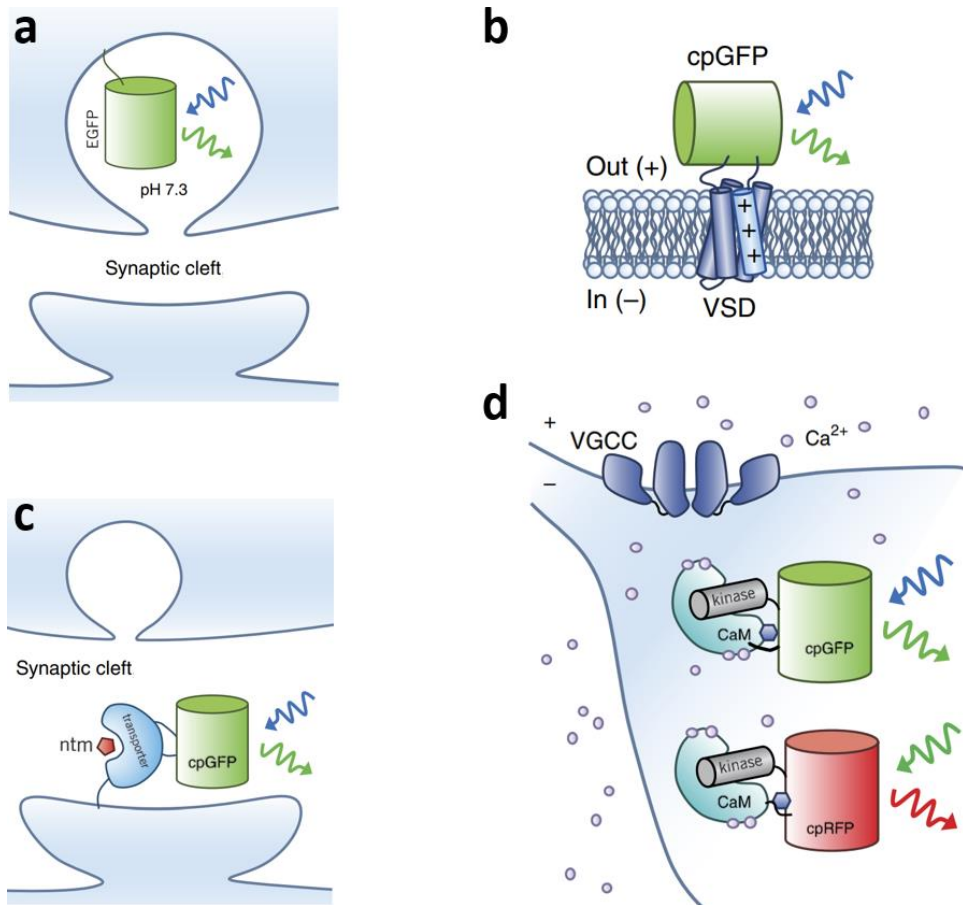 a
EGFP
pH 7.3
Synaptic cleft
b
cpGFP
Out (+)
+
+
+
In (−)
VSD
c
Synaptic cleft
ntm
transporter
cpGFP
d
+
VGCC
Ca²⁺
−
kinase
CaM
cpGFP
kinase
CaM
cpRFP